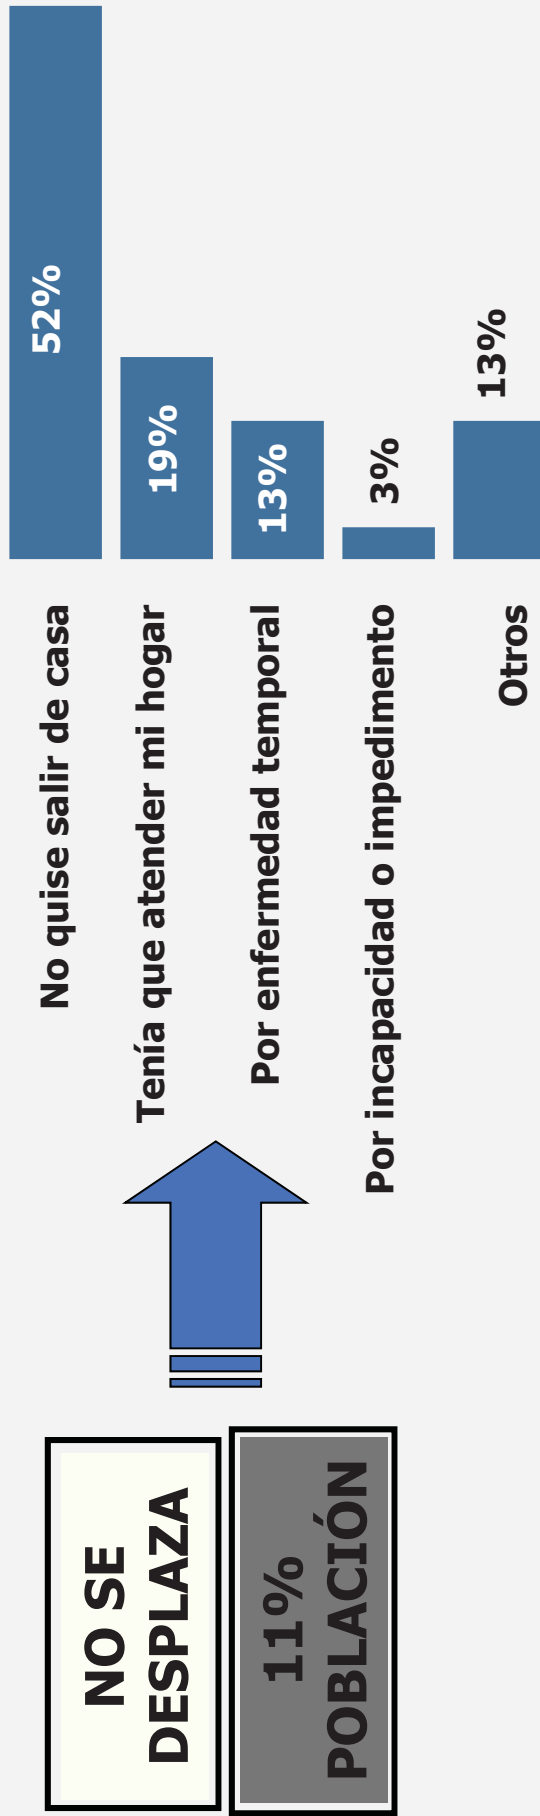 NO SE
DESPLAZA
11%
POBLACIÓN
No quise salir de casa
52%
Tenía que atender mi hogar
19%
Por enfermedad temporal
13%
Por incapacidad o impedimento
3%
Otros
13%